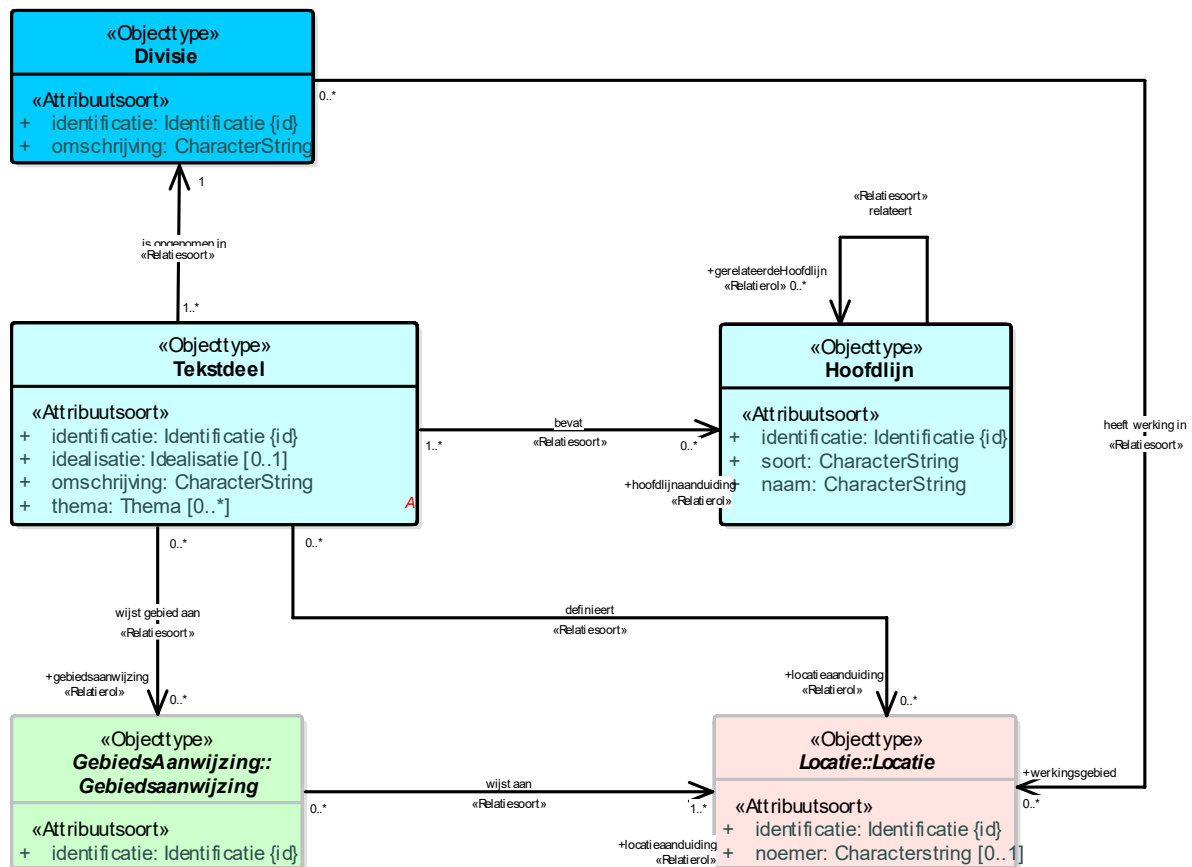 «Objecttype»
Divisie
«Attribuutsoort»
+ identificatie: Identificatie {id}
+ omschrijving: CharacterString
0..*
1
is opgenomen in
«Relatiesoort»
1..*
«Relatiesoort»
relateert
+gerelateerdeHoofdlijn
«Relatierol» 0..*
«Objecttype»
Tekstdeel
«Attribuutsoort»
+ identificatie: Identificatie {id}
+ idealisatie: Idealisatie [0..1]
+ omschrijving: CharacterString
+ thema: Thema [0..*]
A
bevat
«Relatiesoort»
1..*
0..*
+hoofdlijnaanduiding
«Relatierol»
«Objecttype»
Hoofdlijn
«Attribuutsoort»
+ identificatie: Identificatie {id}
+ soort: CharacterString
+ naam: CharacterString
heeft werking in
«Relatiesoort»
0..*
0..*
wijst gebied aan
«Relatiesoort»
definieert
«Relatiesoort»
+gebiedsaanwijzing
«Relatierol»
0..*
+locatieaanduiding
«Relatierol»
0..*
«Objecttype»
GebiedsAanwijzing::
Gebiedsaanwijzing
«Attribuutsoort»
+ identificatie: Identificatie {id}
wijst aan
«Relatiesoort»
0..*
1..*
+locatieaanduiding
«Relatierol»
«Objecttype»
Locatie::Locatie
«Attribuutsoort»
+ identificatie: Identificatie {id}
+ noemer: Characterstring [0..1]
+werkingsgebied
0..*